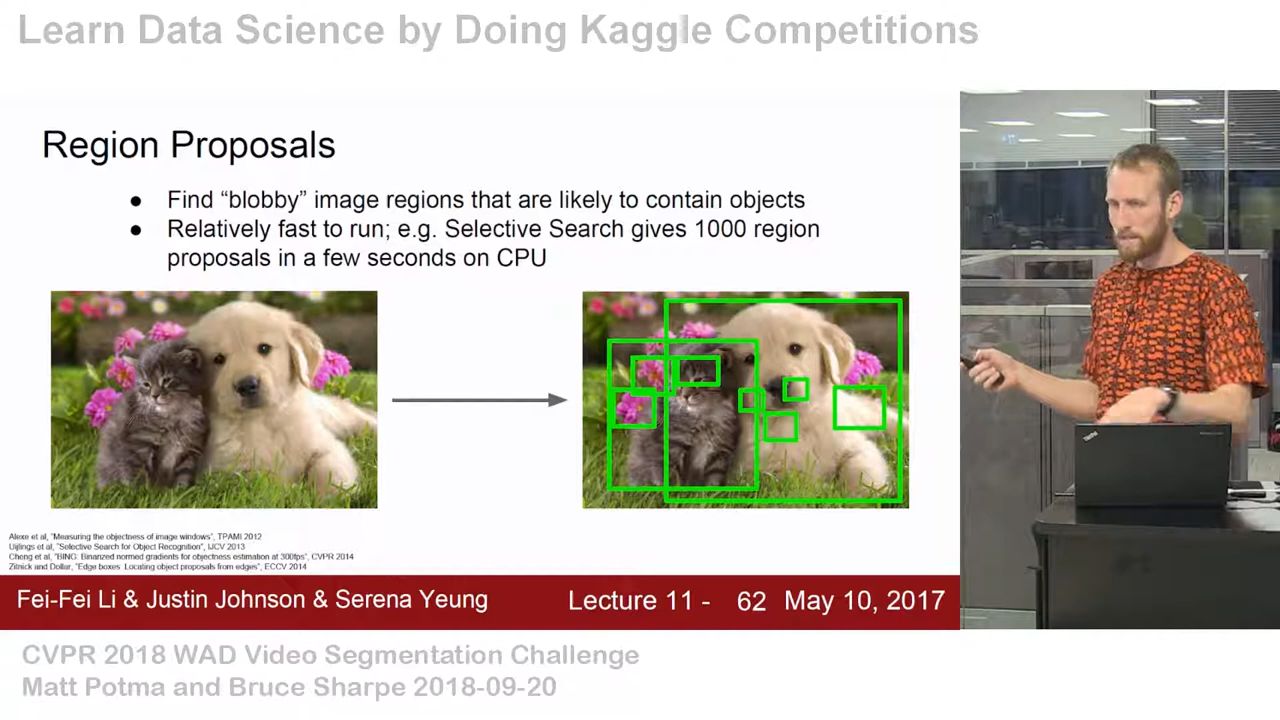 Learn Data Science by Doing Kaggle Competitions
Region Proposals
● Find “blobby” image regions that are likely to contain objects
● Relatively fast to run; e.g. Selective Search gives 1000 region
proposals in a few seconds on CPU
Alexe et al, "Measuring the objectness of image windows", TPAMI 2012
Uijlings et al, "Selective Search for Object Recognition", IJCV 2013
Cheng et al, "BING: Binarized normed gradients for objectness estimation at 300fps", CVPR 2014
Zitnick and Dollar, "Edge boxes: Locating object proposals from edges", ECCV 2014
Fei-Fei Li & Justin Johnson & Serena Yeung
Lecture 11 - 62 May 10, 2017
ThinkPad
CVPR 2018 WAD Video Segmentation Challenge
Matt Potma and Bruce Sharpe 2018-09-20